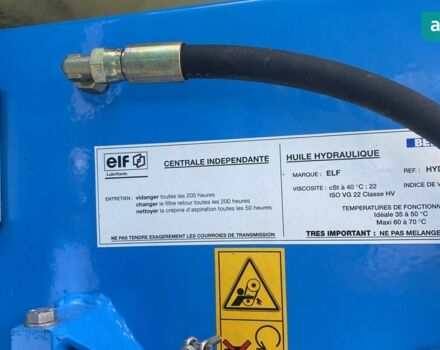 elf
Lubrifiants
CENTRALE INDEPENDANTE
ENTRETIEN : vidanger toutes les 200 heures
changer le filtre retour toutes les 200 heures
nettoyer la crépine d'aspiration toutes les 50 heures
NE PAS TENDRE EXAGEREMENT LES COURROIES DE TRANSMISSION
HUILE HYDRAULIQUE
MARQUE : ELF
REF. : HYD
VISCOSITE : cSt à 40 °C : 22
INDICE DE V
ISO VG 22 Classe HV
TEMPERATURES DE FONCTION
Idéale 35 à 50 °C
Maxi 60 à 70 °C
TRES IMPORTANT : NE PAS MELANGE